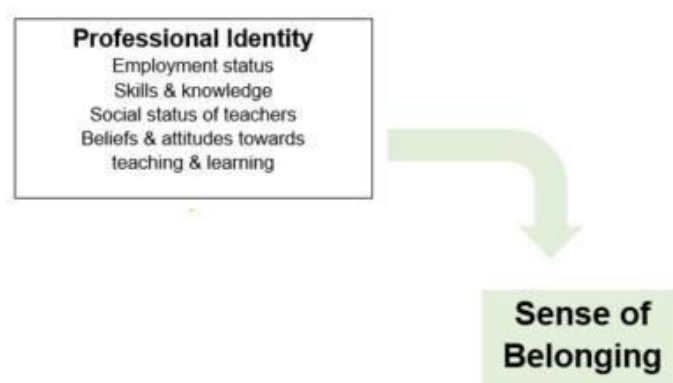 Professional Identity
Employment status
Skills & knowledge
Social status of teachers
Beliefs & attitudes towards
teaching & learning
Sense of
Belonging